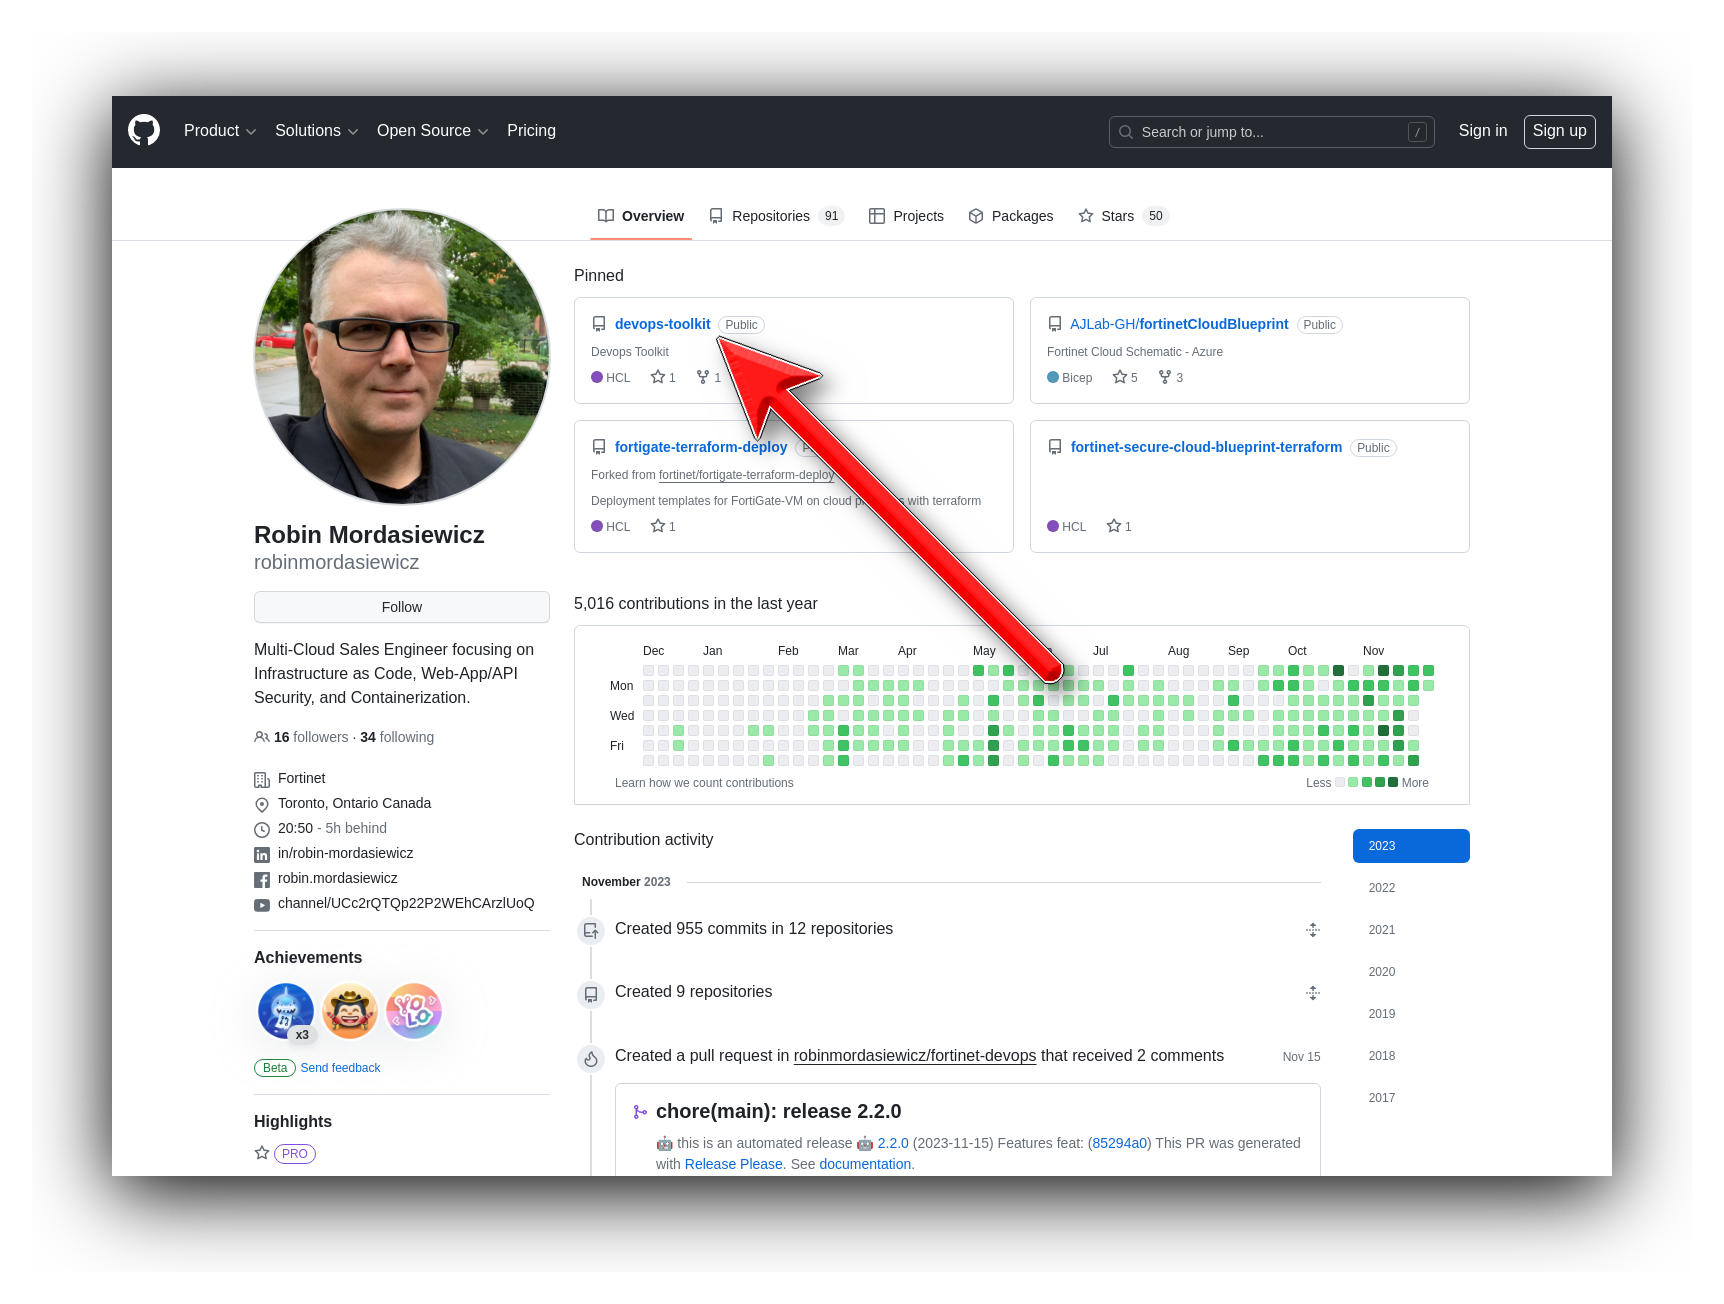 Product Solutions Open Source Pricing Search or jump to... / Sign in Sign up
Overview Repositories 91 Projects Packages Stars 50
Pinned
devops-toolkit Public
Devops Toolkit
HCL 1 1
AJLab-GH/fortinetCloudBlueprint Public
Fortinet Cloud Schematic - Azure
Bicep 5 3
fortigate-terraform-deploy
Forked from fortinet/fortigate-terraform-deploy
Deployment templates for FortiGate-VM on cloud with terraform
HCL 1
fortinet-secure-cloud-blueprint-terraform Public
HCL 1
Robin Mordasiewicz
robinmordasiewicz
Follow
Multi-Cloud Sales Engineer focusing on
Infrastructure as Code, Web-App/API
Security, and Containerization.
16 followers · 34 following
Fortinet
Toronto, Ontario Canada
20:50 - 5h behind
in/robin-mordasiewicz
robin.mordasiewicz
channel/UCc2rQTQp22P2WEhCArzlUoQ
Achievements
x3
YOLO
Beta Send feedback
Highlights
PRO
5,016 contributions in the last year
Dec Jan Feb Mar Apr May Jul Aug Sep Oct Nov
Mon
Wed
Fri
Learn how we count contributions Less More
Contribution activity
2023
2022
2021
2020
2019
2018
2017
November 2023
Created 955 commits in 12 repositories
Created 9 repositories
Created a pull request in robinmordasiewicz/fortinet-devops that received 2 comments Nov 15
chore(main): release 2.2.0
🤖 this is an automated release 🤖 2.2.0 (2023-11-15) Features feat: (85294a0) This PR was generated
with Release Please. See documentation.